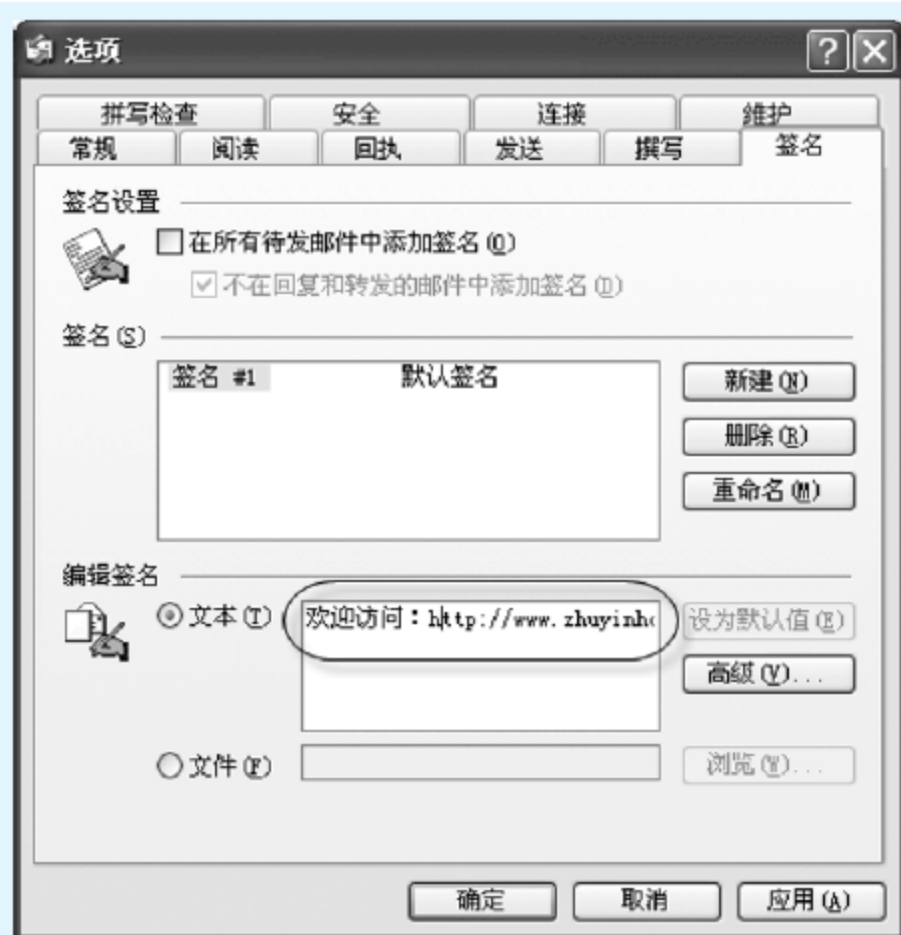 选项
拼写检查 安全 连接 维护
常规 阅读 回执 发送 撰写 签名
签名设置
在所有待发邮件中添加签名(O)
不在回复和转发的邮件中添加签名(D)
签名(S)
签名 #1 默认签名
新建(N)
删除(R)
重命名(M)
编辑签名
文本(T) 欢迎访问：http://www.zhuyinh 设为默认值(E)
高级(V)...
文件(F) 浏览(W)...
确定 取消 应用(A)